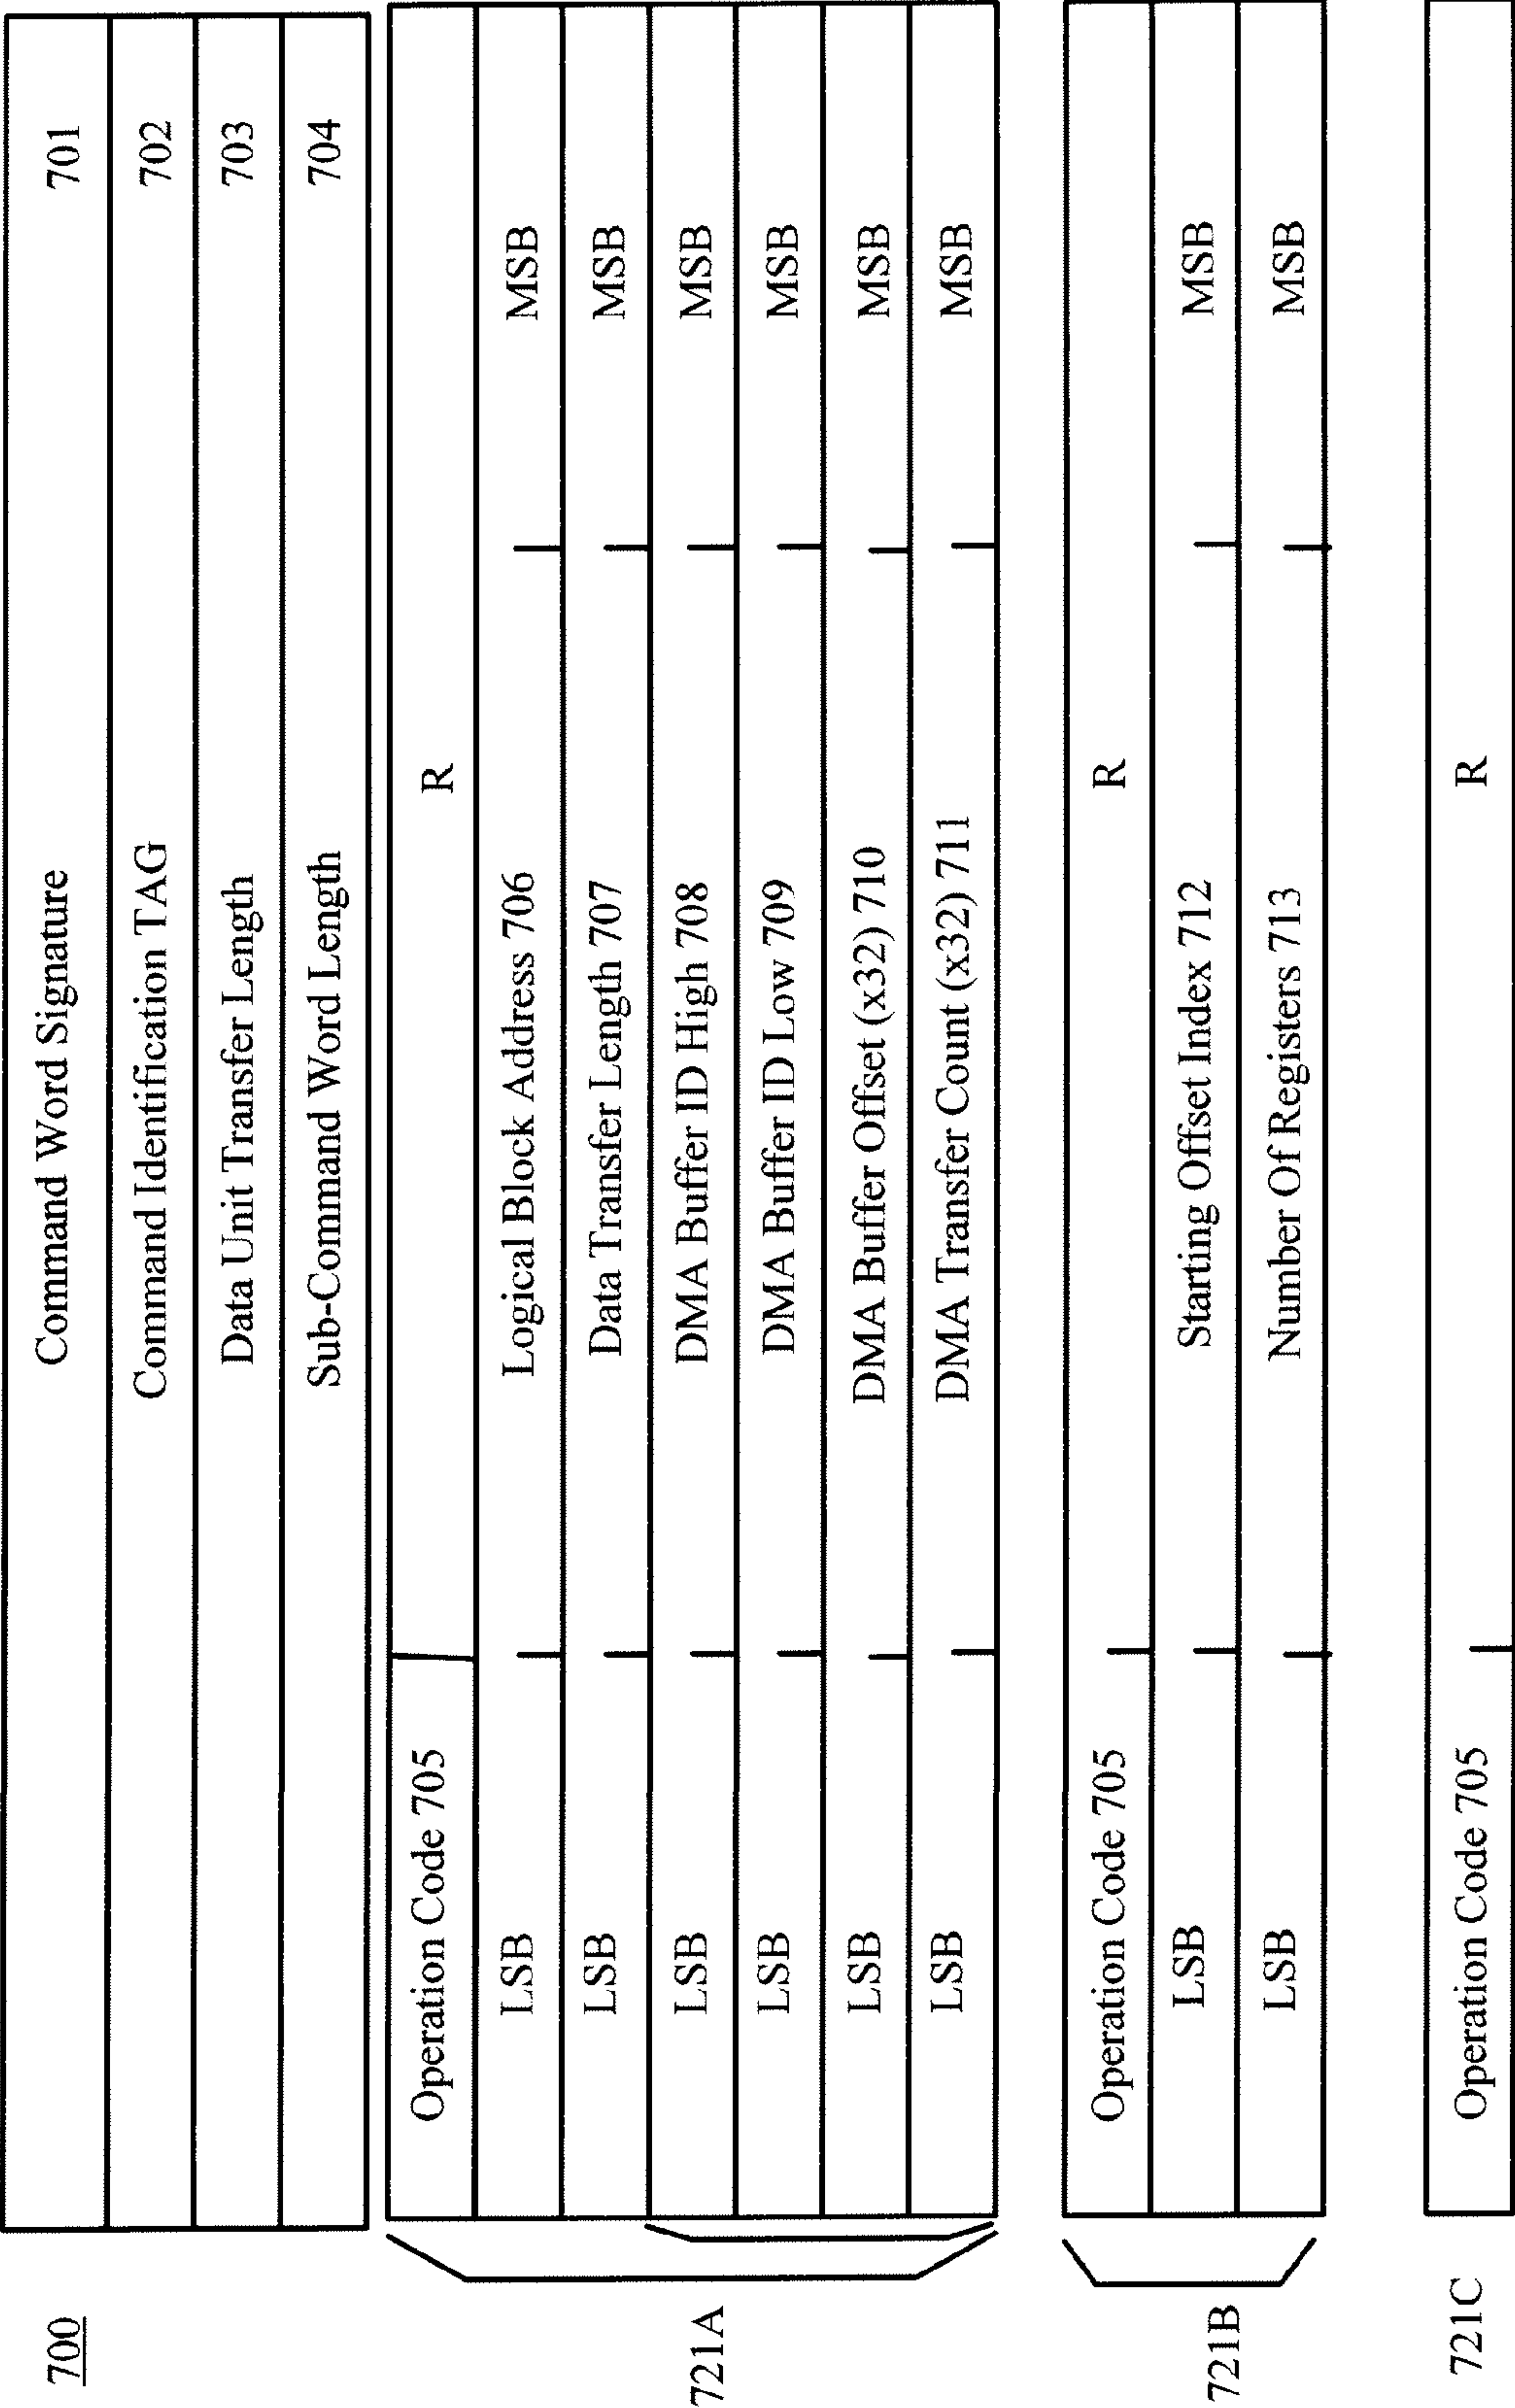 700
Command Word Signature 701
Command Identification TAG 702
Data Unit Transfer Length 703
Sub-Command Word Length 704
721A
Operation Code 705 R
LSB Logical Block Address 706 MSB
LSB Data Transfer Length 707 MSB
LSB DMA Buffer ID High 708 MSB
LSB DMA Buffer ID Low 709 MSB
LSB DMA Buffer Offset (x32) 710 MSB
LSB DMA Transfer Count (x32) 711 MSB
721B
Operation Code 705 R
LSB Starting Offset Index 712 MSB
LSB Number Of Registers 713 MSB
721C
Operation Code 705 R